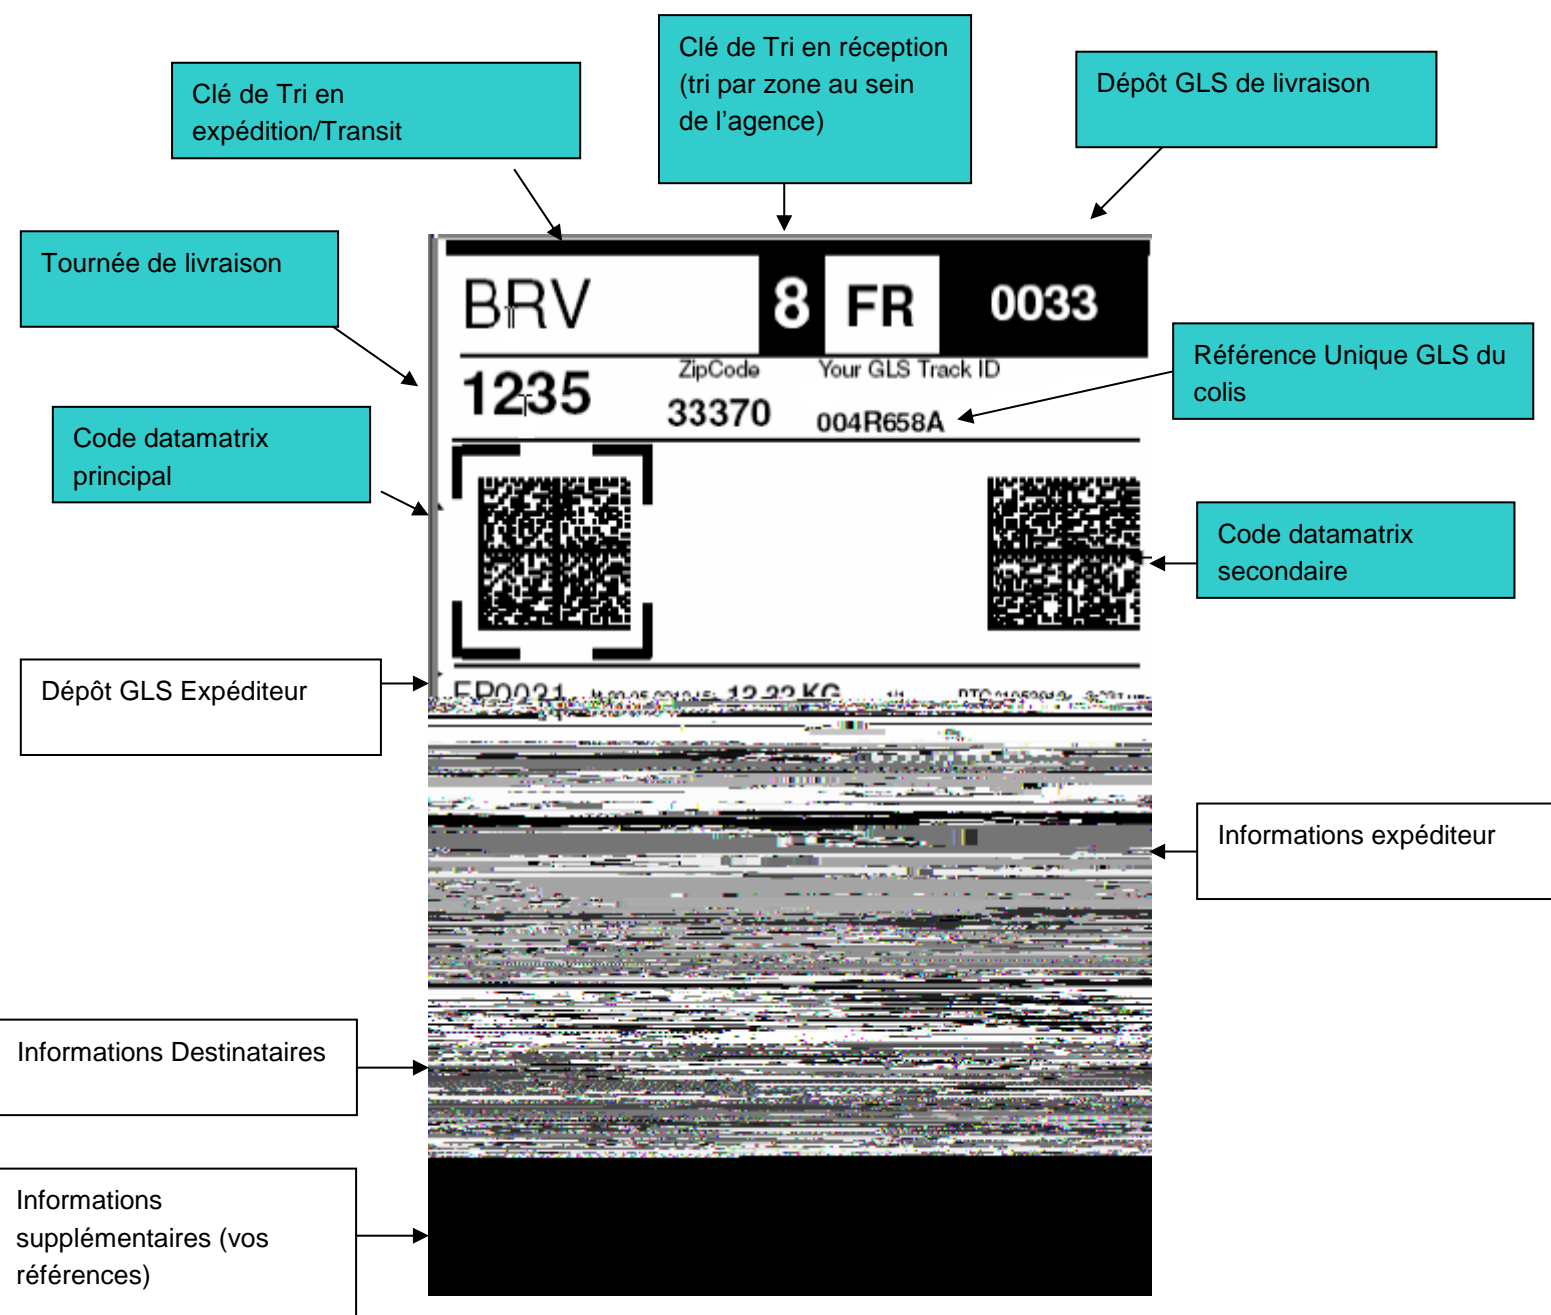 Clé de Tri en réception
(tri par zone au sein
de l'agence)
Clé de Tri en
expédition/Transit
Dépôt GLS de livraison
Tournée de livraison
BRV
8
FR
0033
1235
ZipCode
33370
Your GLS Track ID
004R658A
Référence Unique GLS du
colis
Code datamatrix
principal
Code datamatrix
secondaire
Dépôt GLS Expéditeur
Informations expéditeur
Informations Destinataires
Informations
supplémentaires (vos
références)